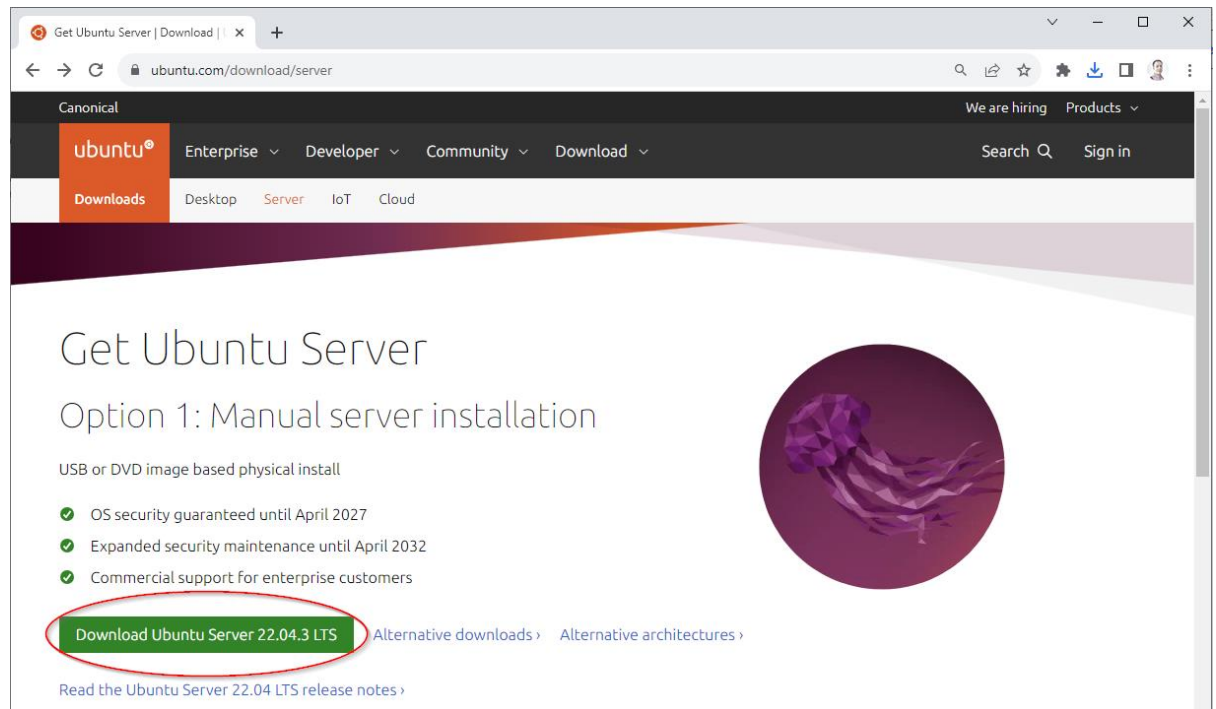 Get Ubuntu Server | Download |
ubuntu.com/download/server
Canonical We are hiring Products
ubuntu® Enterprise Developer Community Download Search Sign in
Downloads Desktop Server IoT Cloud
Get Ubuntu Server
Option 1: Manual server installation
USB or DVD image based physical install
OS security guaranteed until April 2027
Expanded security maintenance until April 2032
Commercial support for enterprise customers
Download Ubuntu Server 22.04.3 LTS Alternative downloads › Alternative architectures ›
Read the Ubuntu Server 22.04 LTS release notes ›